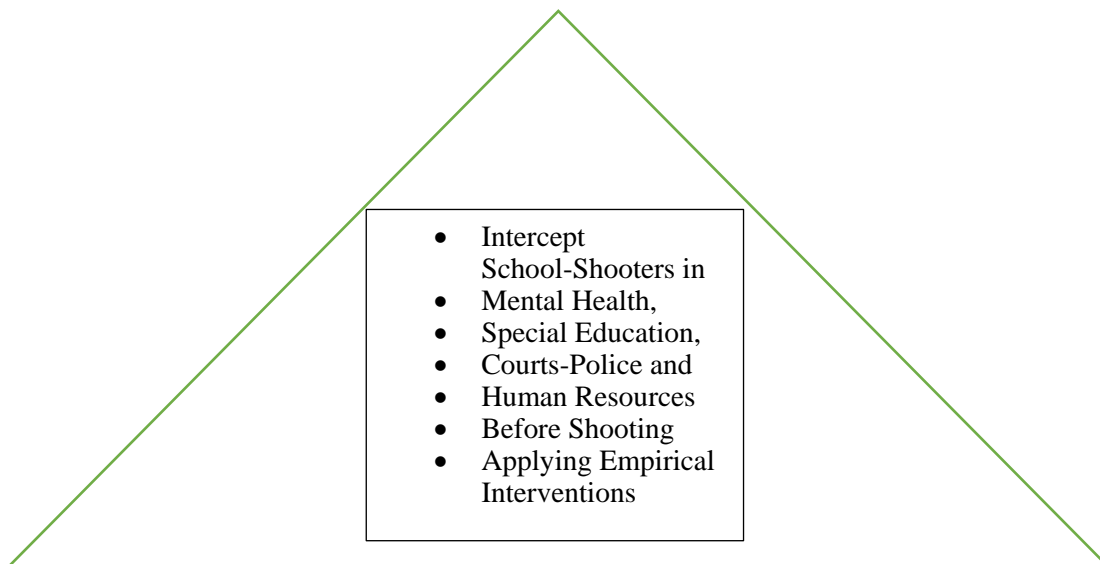 • Intercept
School-Shooters in
• Mental Health,
• Special Education,
• Courts-Police and
• Human Resources
• Before Shooting
• Applying Empirical
Interventions